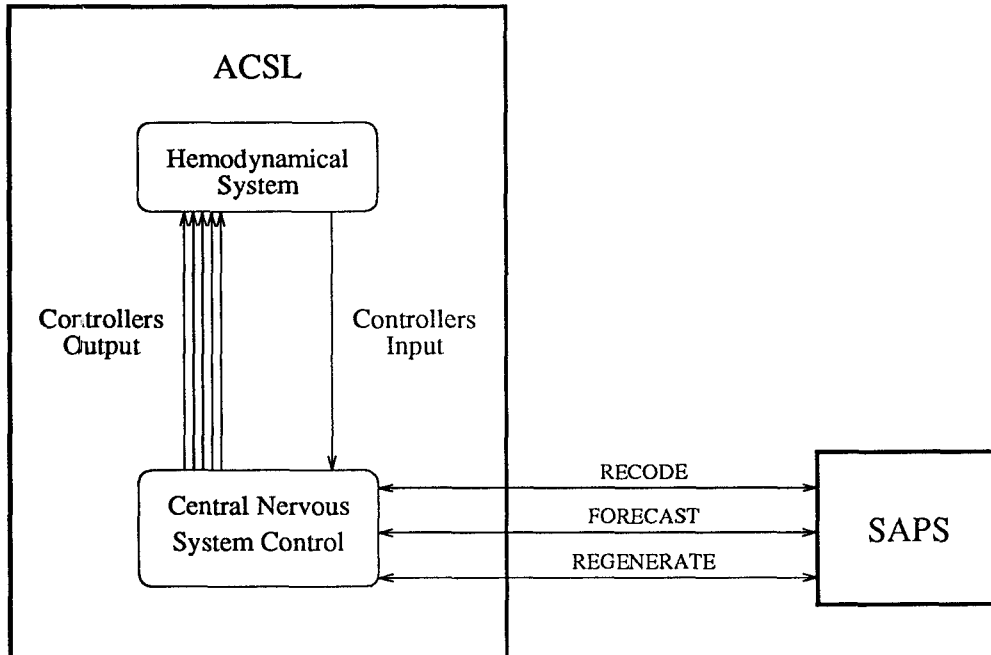 ACSL
Hemodynamical
System
Controllers
Output
Controllers
Input
Central Nervous
System Control
RECODE
FORECAST
REGENERATE
SAPS